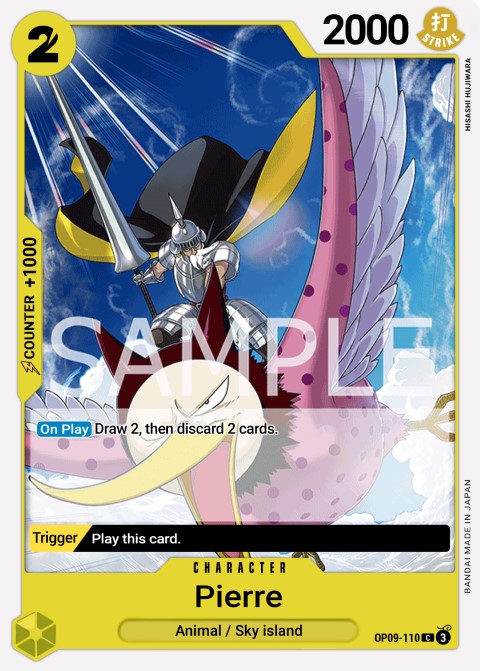 2
2000
打
STRIKE
HISASHI HUJIWARA
COUNTER +1000
SAMPLE
On Play Draw 2, then discard 2 cards.
Trigger Play this card.
BANDAI MADE IN JAPAN
CHARACTER
Pierre
Animal / Sky island
OP09-110 C 3